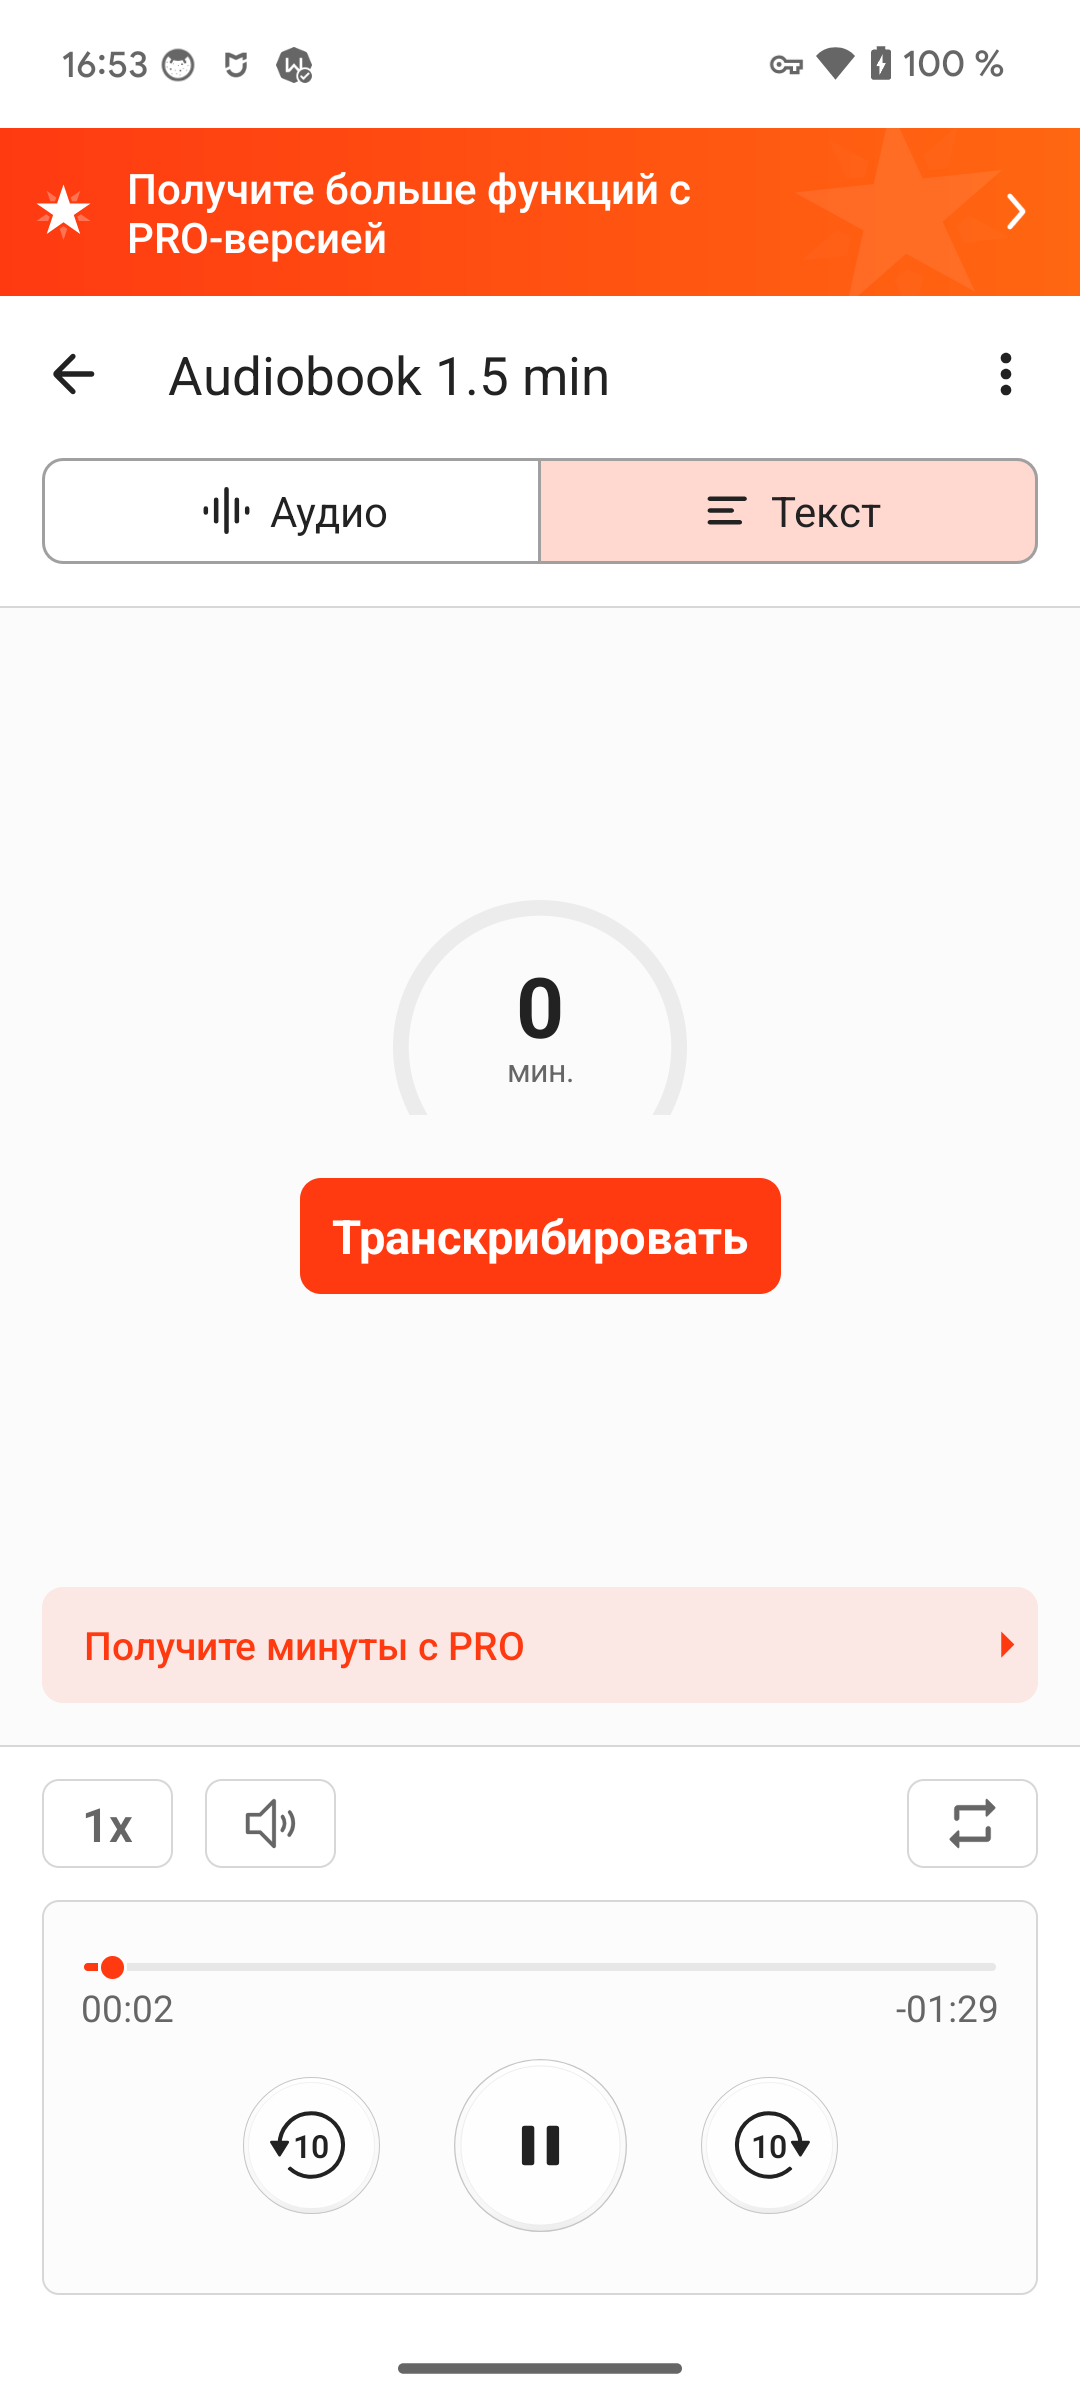 16:53
100 %
Получите больше функций с
PRO-версией
Audiobook 1.5 min
Аудио
Текст
0
мин.
Транскрибировать
Получите минуты с PRO
1x
00:02
-01:29
10
10